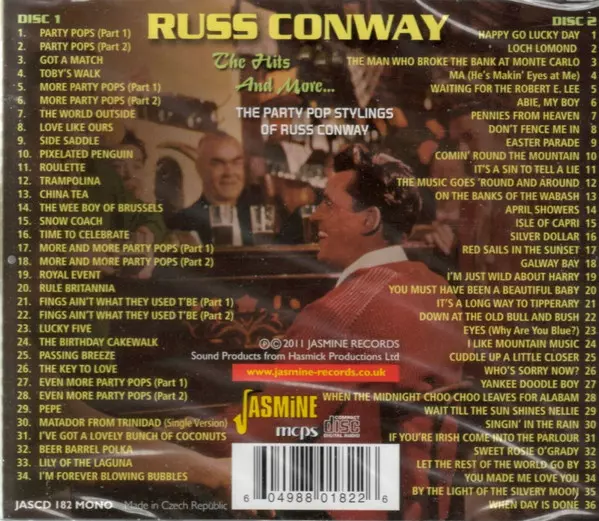 DISC 1
RUSS CONWAY
DISC 2
The Hits
And More...
THE PARTY POP STYLINGS
OF RUSS CONWAY
1. PARTY POPS (Part 1)
2. PARTY POPS (Part 2)
3. GOT A MATCH
4. TOBY'S WALK
5. MORE PARTY POPS (Part 1)
6. MORE PARTY POPS (Part 2)
7. THE WORLD OUTSIDE
8. LOVE LIKE OURS
9. SIDE SADDLE
10. PIXELATED PENGUIN
11. ROULETTE
12. TRAMPOLINA
13. CHINA TEA
14. THE WEE BOY OF BRUSSELS
15. SNOW COACH
16. TIME TO CELEBRATE
17. MORE AND MORE PARTY POPS (Part 1)
18. MORE AND MORE PARTY POPS (Part 2)
19. ROYAL EVENT
20. RULE BRITANNIA
21. FINGS AIN'T WHAT THEY USED T'BE (Part 1)
22. FINGS AIN'T WHAT THEY USED T'BE (Part 2)
23. LUCKY FIVE
24. THE BIRTHDAY CAKEWALK
25. PASSING BREEZE
26. THE KEY TO LOVE
27. EVEN MORE PARTY POPS (Part 1)
28. EVEN MORE PARTY POPS (Part 2)
29. PEPE
30. MATADOR FROM TRINIDAD (Single Version)
31. I'VE GOT A LOVELY BUNCH OF COCONUTS
32. BEER BARREL POLKA
33. LILY OF THE LAGUNA
34. I'M FOREVER BLOWING BUBBLES
HAPPY GO LUCKY DAY 1
LOCH LOMOND 2
THE MAN WHO BROKE THE BANK AT MONTE CARLO 3
MA (He's Makin' Eyes at Me) 4
WAITING FOR THE ROBERT E. LEE 5
ABIE, MY BOY 6
PENNIES FROM HEAVEN 7
DON'T FENCE ME IN 8
EASTER PARADE 9
COMIN' ROUND THE MOUNTAIN 10
IT'S A SIN TO TELL A LIE 11
THE MUSIC GOES 'ROUND AND AROUND 12
ON THE BANKS OF THE WABASH 13
APRIL SHOWERS 14
ISLE OF CAPRI 15
SILVER DOLLAR 16
RED SAILS IN THE SUNSET 17
GALWAY BAY 18
I'M JUST WILD ABOUT HARRY 19
YOU MUST HAVE BEEN A BEAUTIFUL BABY 20
IT'S A LONG WAY TO TIPPERARY 21
DOWN AT THE OLD BULL AND BUSH 22
EYES (Why Are You Blue?) 23
I LIKE MOUNTAIN MUSIC 24
CUDDLE UP A LITTLE CLOSER 25
WHO'S SORRY NOW? 26
YANKEE DOODLE BOY 27
WHEN THE MIDNIGHT CHOO CHOO LEAVES FOR ALABAM 28
WAIT TILL THE SUN SHINES NELLIE 29
SINGIN' IN THE RAIN 30
IF YOU'RE IRISH COME INTO THE PARLOUR 31
SWEET ROSIE O'GRADY 32
LET THE REST OF THE WORLD GO BY 33
YOU MADE ME LOVE YOU 34
BY THE LIGHT OF THE SILVERY MOON 35
WHEN DAY IS DONE 36
℗© 2011 JASMINE RECORDS
Sound Products from Hasmick Productions Ltd
www.jasmine-records.co.uk
JASMINE
mcps
COMPACT
disc
DIGITAL AUDIO
JASCD 182 MONO Made in Czech Republic
6 04988 01822 6